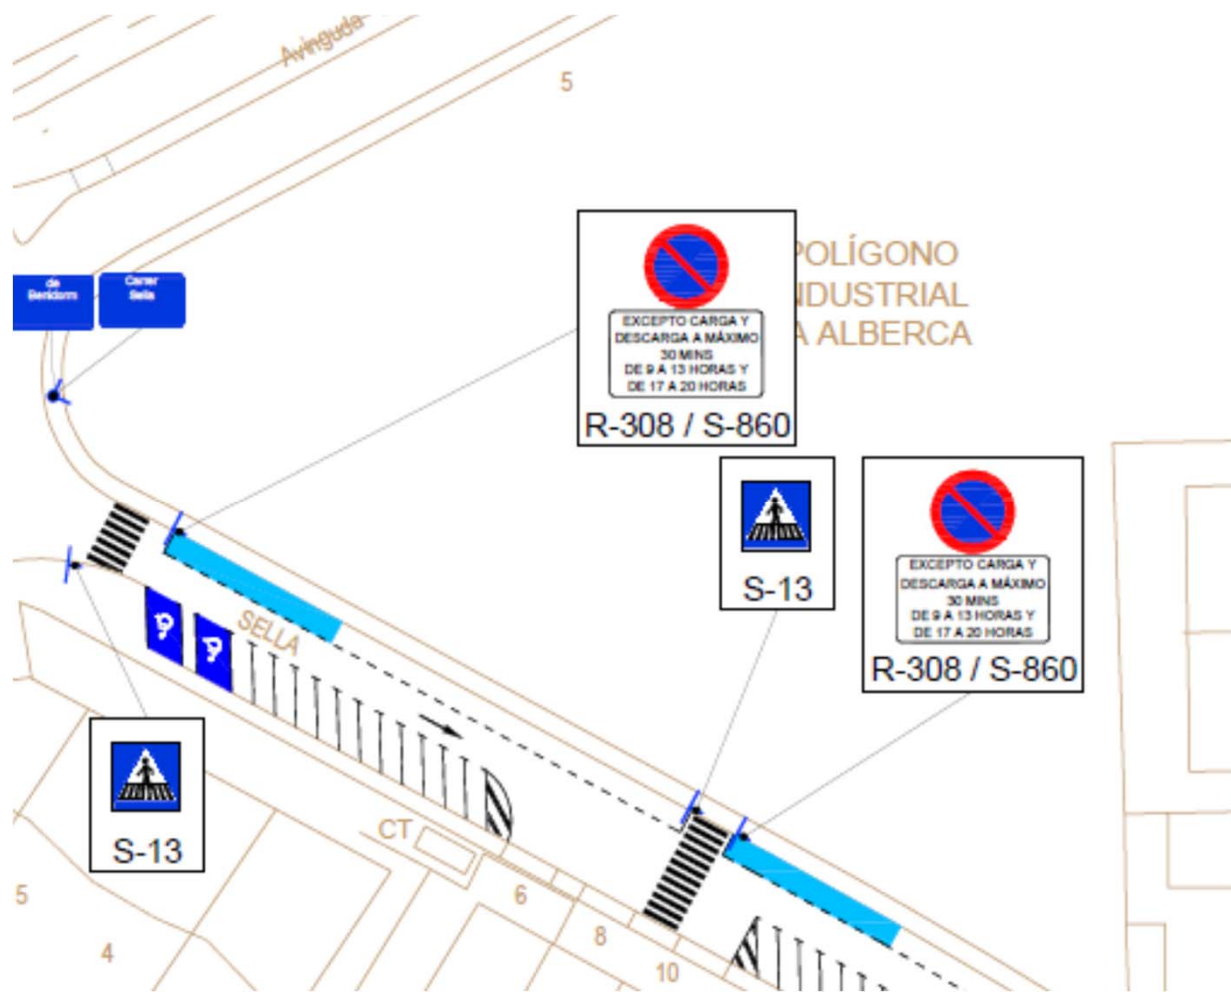 Avinguda
5
POLÍGONO
INDUSTRIAL
A ALBERCA
de
Benidorm
Carrer
Sella
EXCEPTO CARGA Y
DESCARGA A MÁXIMO
30 MINS
DE 9 A 13 HORAS Y
DE 17 A 20 HORAS
R-308 / S-860
S-13
EXCEPTO CARGA Y
DESCARGA A MÁXIMO
30 MINS
DE 9 A 13 HORAS Y
DE 17 A 20 HORAS
R-308 / S-860
SELLA
S-13
CT
5
4
6
8
10